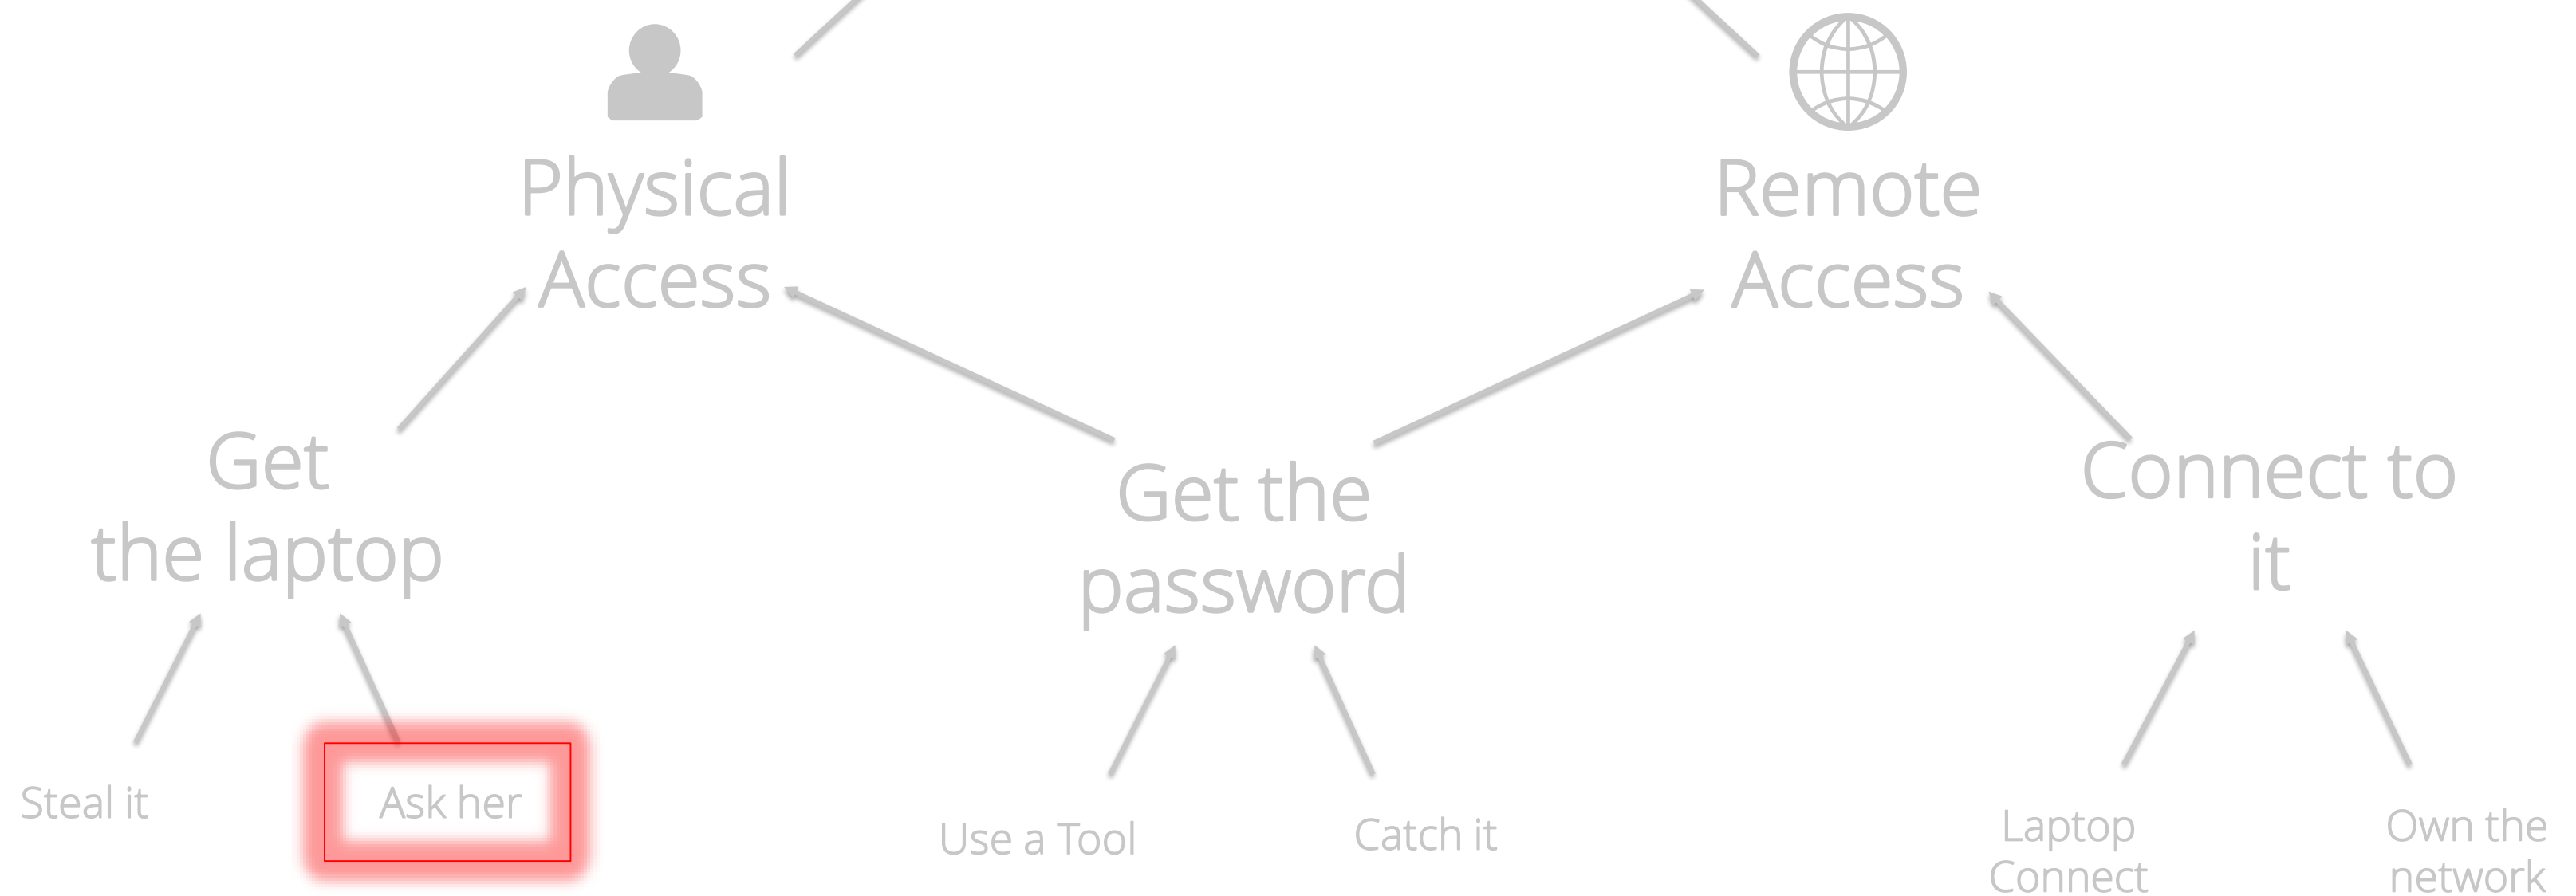 Physical
Access
Remote
Access
Get
the laptop
Get the
password
Connect to
it
Steal it
Ask her
Use a Tool
Catch it
Laptop
Connect
Own the
network